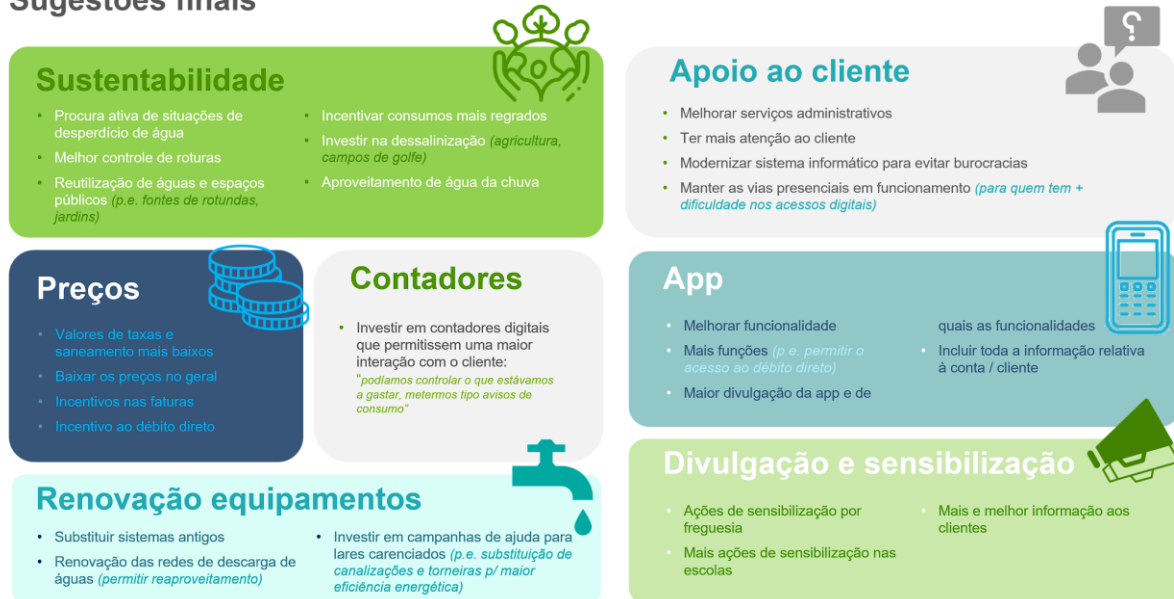 Sugestões finais
Sustentabilidade
• Procura ativa de situações de
desperdício de água
• Melhor controle de roturas
• Reutilização de águas e espaços
públicos (p.e. fontes de rotundas,
jardins)
• Incentivar consumos mais regrados
• Investir na dessalinização (agricultura,
campos de golfe)
• Aproveitamento de água da chuva
Apoio ao cliente
• Melhorar serviços administrativos
• Ter mais atenção ao cliente
• Modernizar sistema informático para evitar burocracias
• Manter as vias presenciais em funcionamento (para quem tem +
dificuldade nos acessos digitais)
Preços
• Valores de taxas e
saneamento mais baixos
• Baixar os preços no geral
• Incentivos nas faturas
• Incentivo ao débito direto
Contadores
• Investir em contadores digitais
que permitissem uma maior
interação com o cliente:
"podíamos controlar o que estávamos
a gastar, metermos tipo avisos de
consumo"
App
• Melhorar funcionalidade
• Mais funções (p.e. permitir o
acesso ao débito direto)
• Maior divulgação da app e de
quais as funcionalidades
• Incluir toda a informação relativa
à conta / cliente
Renovação equipamentos
• Substituir sistemas antigos
• Renovação das redes de descarga de
águas (permitir reaproveitamento)
• Investir em campanhas de ajuda para
lares carenciados (p.e. substituição de
canalizações e torneiras p/ maior
eficiência energética)
Divulgação e sensibilização
• Ações de sensibilização por
freguesia
• Mais ações de sensibilização nas
escolas
• Mais e melhor informação aos
clientes